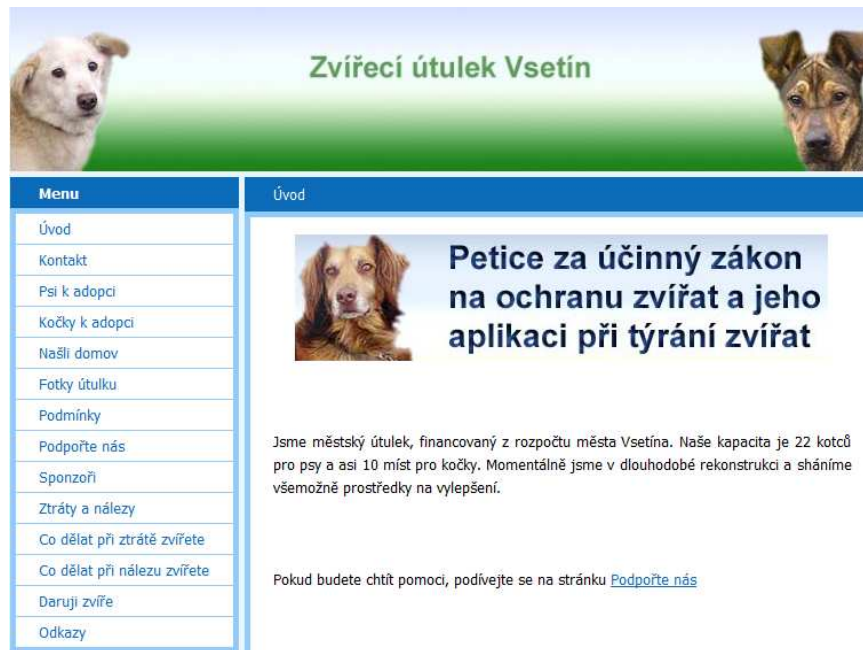 Zvířecí útulek Vsetín
Menu
Úvod
Kontakt
Psi k adopci
Kočky k adopci
Našli domov
Fotky útulku
Podmínky
Podpořte nás
Sponzoři
Ztráty a nálezy
Co dělat při ztrátě zvířete
Co dělat při nálezu zvířete
Daruji zvíře
Odkazy
Úvod
Petice za účinný zákon
na ochranu zvířat a jeho
aplikaci při týrání zvířat
Jsme městský útulek, financovaný z rozpočtu města Vsetína. Naše kapacita je 22 kotců
pro psy a asi 10 míst pro kočky. Momentálně jsme v dlouhodobé rekonstrukci a sháníme
všemožně prostředky na vylepšení.
Pokud budete chtít pomoci, podívejte se na stránku Podpořte nás